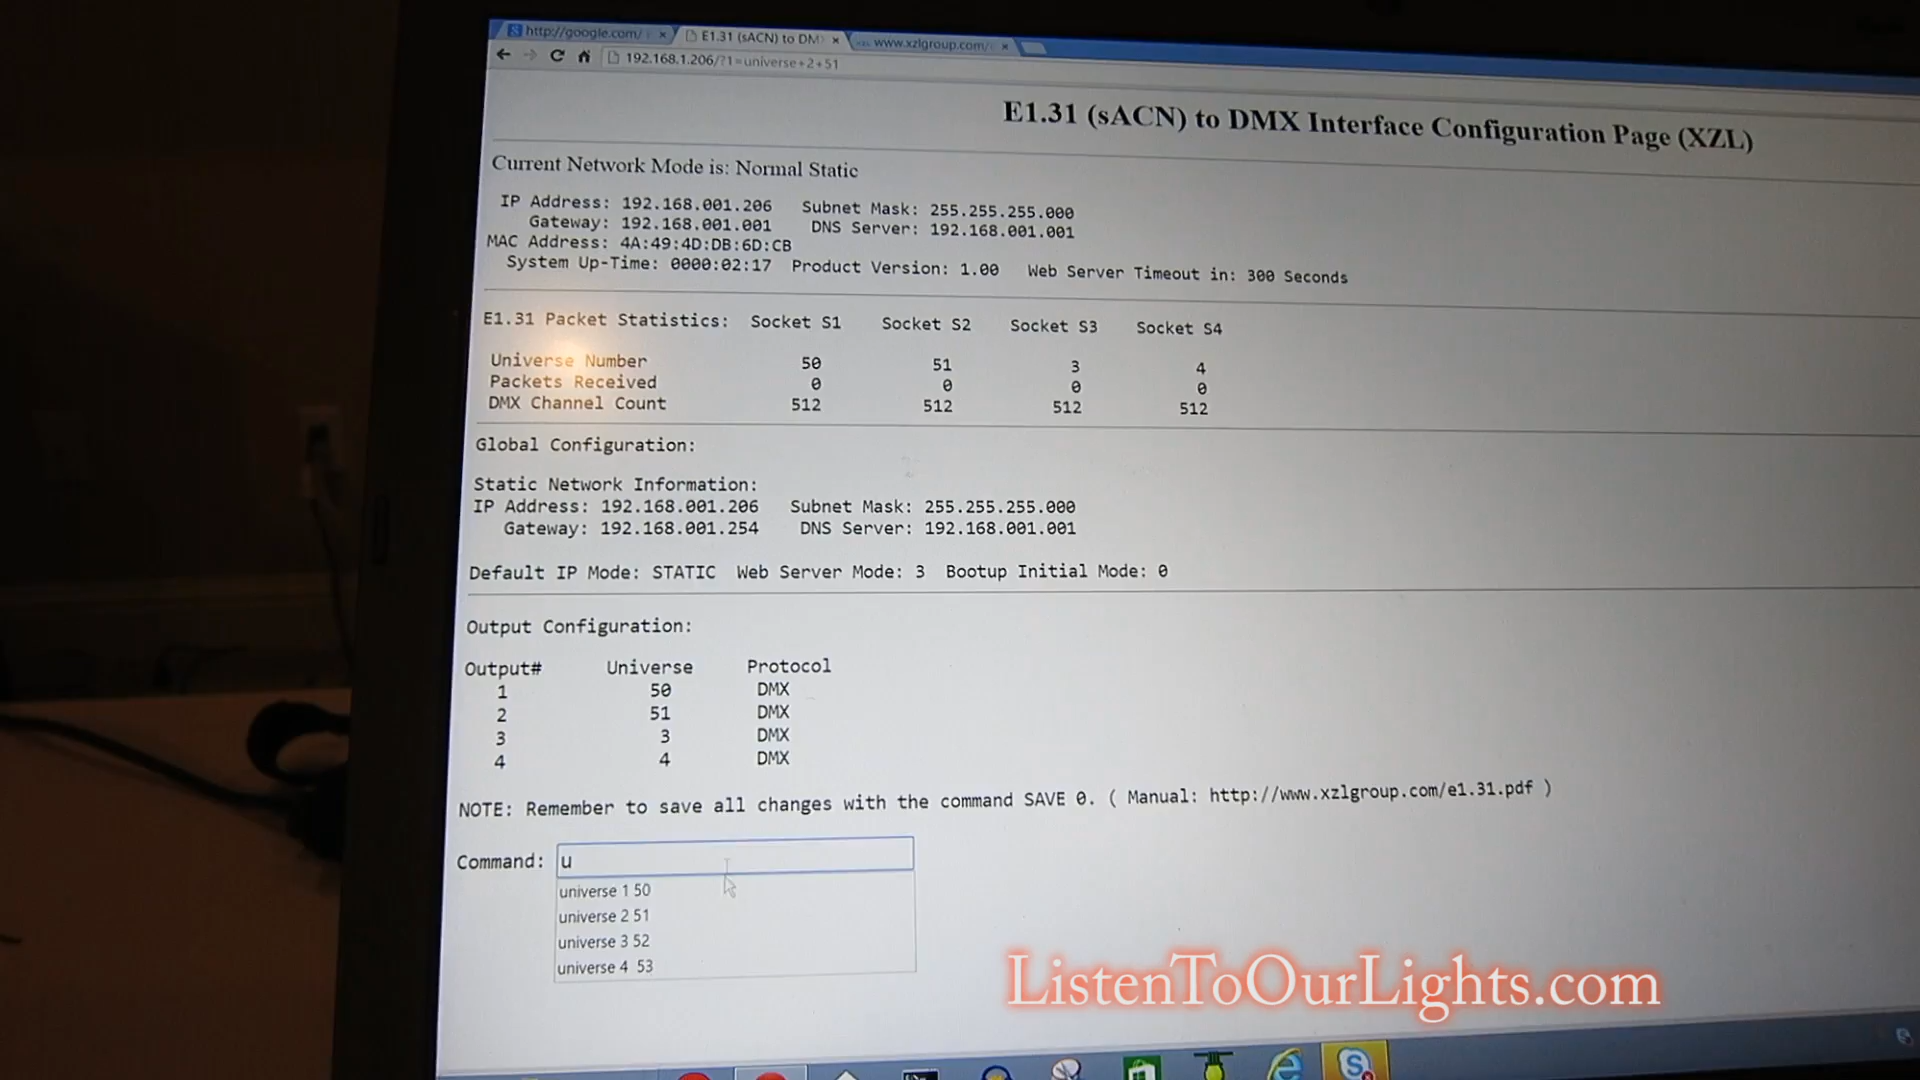 http://google.com/
E1.31 (sACN) to DM
www.xzlgroup.com/
192.168.1.206/?1=universe+2+51
E1.31 (sACN) to DMX Interface Configuration Page (XZL)
Current Network Mode is: Normal Static
IP Address: 192.168.001.206 Subnet Mask: 255.255.255.000
Gateway: 192.168.001.001 DNS Server: 192.168.001.001
MAC Address: 4A:49:4D:DB:6D:CB
System Up-Time: 0000:02:17 Product Version: 1.00 Web Server Timeout in: 300 Seconds
E1.31 Packet Statistics: Socket S1 Socket S2 Socket S3 Socket S4
Universe Number 50 51 3 4
Packets Received 0 0 0 0
DMX Channel Count 512 512 512 512
Global Configuration:
Static Network Information:
IP Address: 192.168.001.206 Subnet Mask: 255.255.255.000
Gateway: 192.168.001.254 DNS Server: 192.168.001.001
Default IP Mode: STATIC Web Server Mode: 3 Bootup Initial Mode: 0
Output Configuration:
Output# Universe Protocol
1 50 DMX
2 51 DMX
3 3 DMX
4 4 DMX
NOTE: Remember to save all changes with the command SAVE 0. ( Manual: http://www.xzlgroup.com/e1.31.pdf )
Command: u
universe 1 50
universe 2 51
universe 3 52
universe 4 53
ListenToOurLights.com